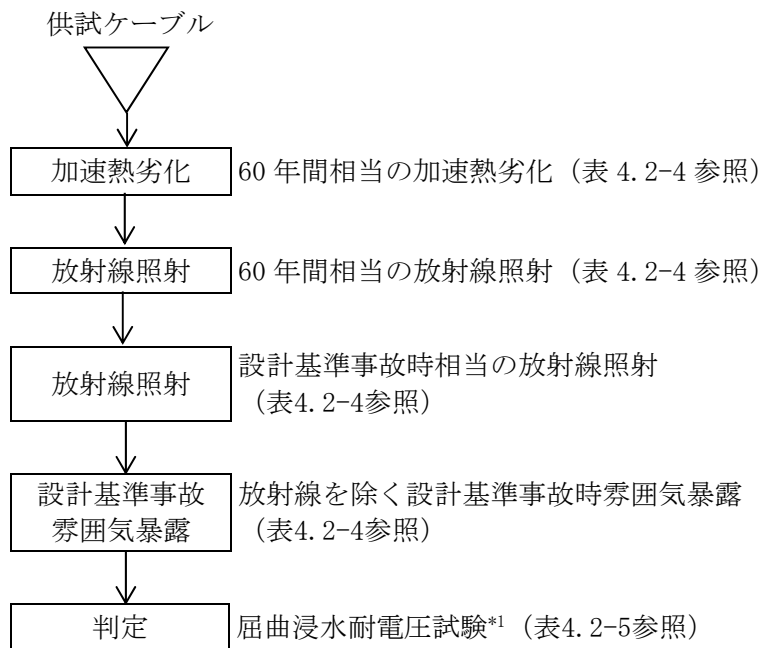 供試ケーブル
加速熱劣化 60 年間相当の加速熱劣化（表 4.2-4 参照）
放射線照射 60 年間相当の放射線照射（表 4.2-4 参照）
放射線照射
設計基準事故時相当の放射線照射
（表4.2-4参照）
設計基準事故
雰囲気暴露
放射線を除く設計基準事故時雰囲気暴露
（表4.2-4参照）
判定 屈曲浸水耐電圧試験*1（表4.2-5参照）